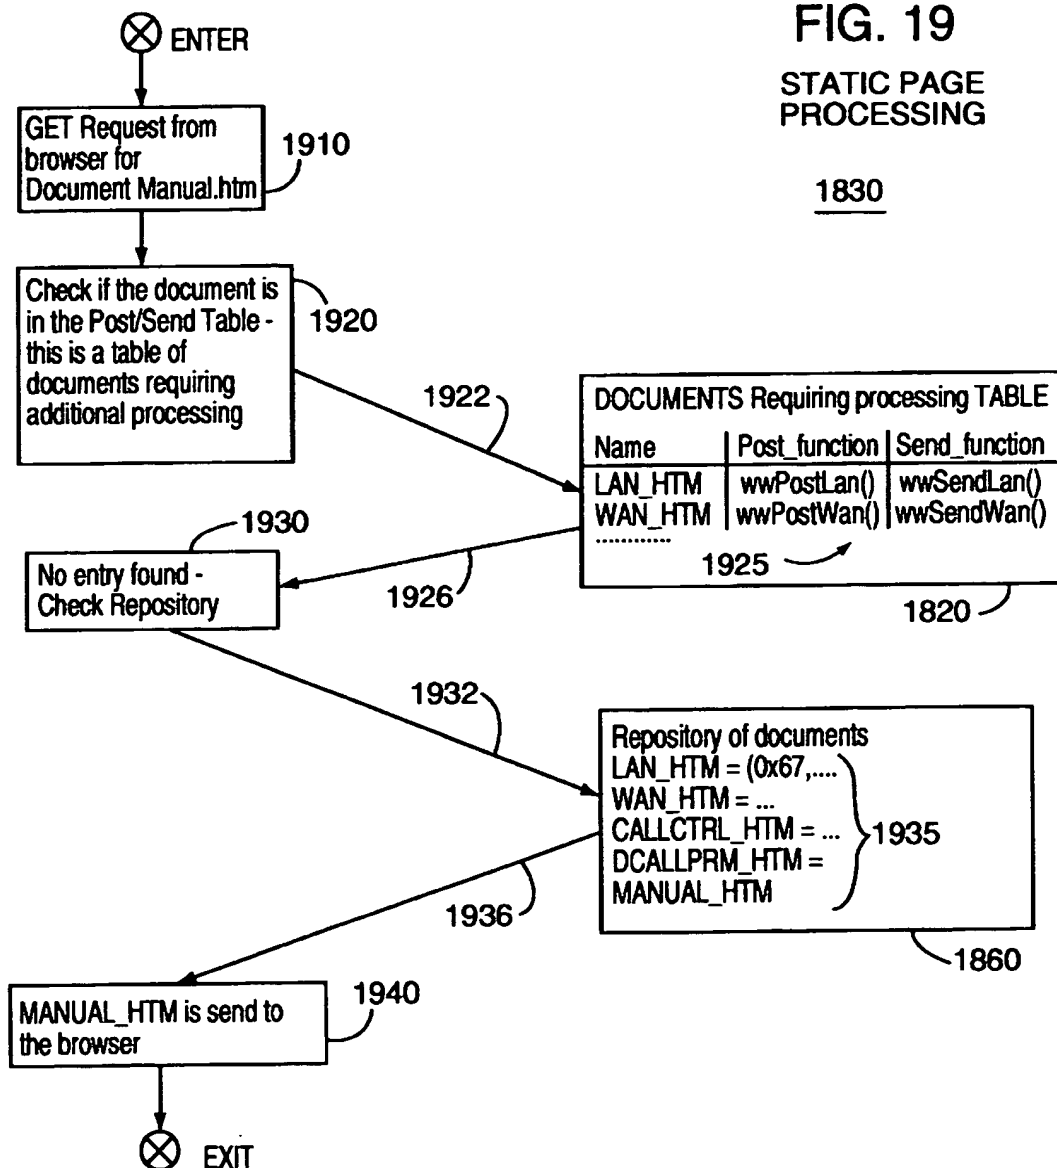 FIG. 19
STATIC PAGE
PROCESSING
1830
ENTER
GET Request from
browser for
Document Manual.htm
1910
Check if the document is
in the Post/Send Table -
this is a table of
documents requiring
additional processing
1920
1922
DOCUMENTS Requiring processing TABLE
Name Post_function Send_function
LAN_HTM wwPostLan() wwSendLan()
WAN_HTM wwPostWan() wwSendWan()
............
1925
1820
1926
1930
No entry found -
Check Repository
1932
Repository of documents
LAN_HTM = (0x67,....
WAN_HTM = ...
CALLCTRL_HTM = ...
DCALLPRM_HTM =
MANUAL_HTM
1935
1860
1936
MANUAL_HTM is send to
the browser
1940
EXIT